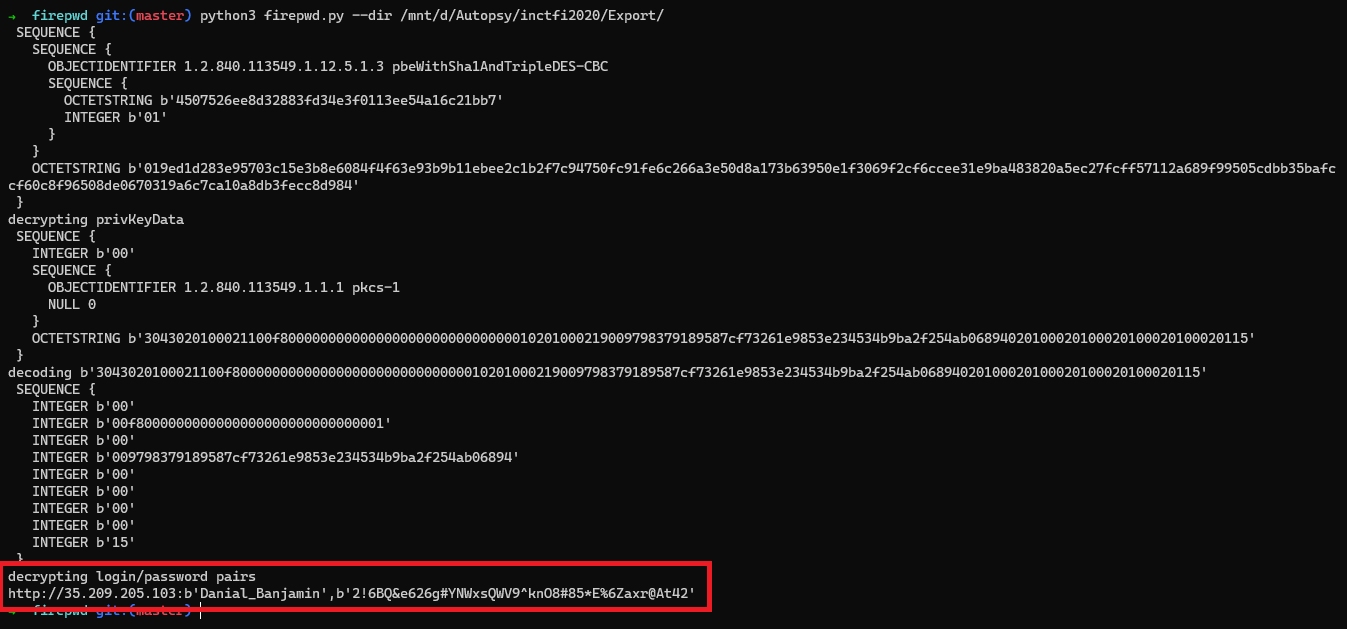 → firepwd git:(master) python3 firepwd.py --dir /mnt/d/Autopsy/inctfi2020/Export/
SEQUENCE {
SEQUENCE {
OBJECTIDENTIFIER 1.2.840.113549.1.12.5.1.3 pbeWithSha1AndTripleDES-CBC
SEQUENCE {
OCTETSTRING b'4507526ee8d32883fd34e3f0113ee54a16c21bb7'
INTEGER b'01'
}
}
OCTETSTRING b'019ed1d283e95703c15e3b8e6084f4f63e93b9b11ebee2c1b2f7c94750fc91fe6c266a3e50d8a173b63950e1f3069f2cf6ccee31e9ba483820a5ec27fcff57112a689f99505cdbb35bafc
cf60c8f96508de0670319a6c7ca10a8db3fecc8d984'
}
decrypting privKeyData
SEQUENCE {
INTEGER b'00'
SEQUENCE {
OBJECTIDENTIFIER 1.2.840.113549.1.1.1 pkcs-1
NULL 0
}
OCTETSTRING b'3043020100021100f8000000000000000000000000000001020100021900979837918 9587cf73261e9853e234534b9ba2f254ab06894020100020100020100020100020115'
}
decoding b'3043020100021100f80000000000000000000000000000010201000219009798379189587cf73261e9853e234534b9ba2f254ab06894020100020100020100020100020115'
SEQUENCE {
INTEGER b'00'
INTEGER b'00f8000000000000000000000000000001'
INTEGER b'00'
INTEGER b'009798379189587cf73261e9853e234534b9ba2f254ab06894'
INTEGER b'00'
INTEGER b'00'
INTEGER b'00'
INTEGER b'00'
INTEGER b'15'
}
decrypting login/password pairs
http://35.209.205.103:b'Danial_Banjamin',b'2!6BQ&e626g#YNWxsQWV9^knO8#85*E%6Zaxr@At42'
→ firepwd git:(master)